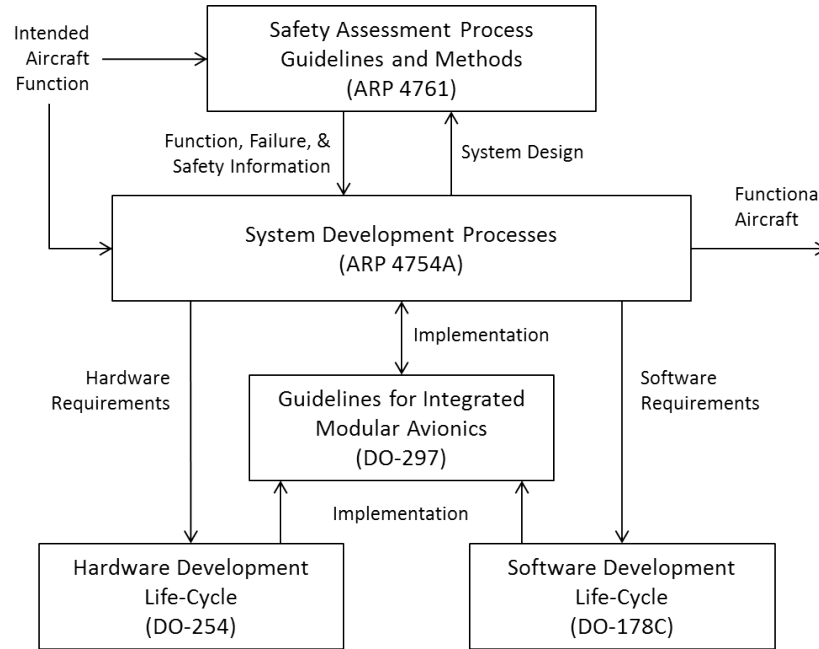 Intended
Aircraft
Function
Safety Assessment Process
Guidelines and Methods
(ARP 4761)
Function, Failure, &
Safety Information
System Design
System Development Processes
(ARP 4754A)
Functiona
Aircraft
Implementation
Hardware
Requirements
Software
Requirements
Guidelines for Integrated
Modular Avionics
(DO-297)
Implementation
Hardware Development
Life-Cycle
(DO-254)
Software Development
Life-Cycle
(DO-178C)